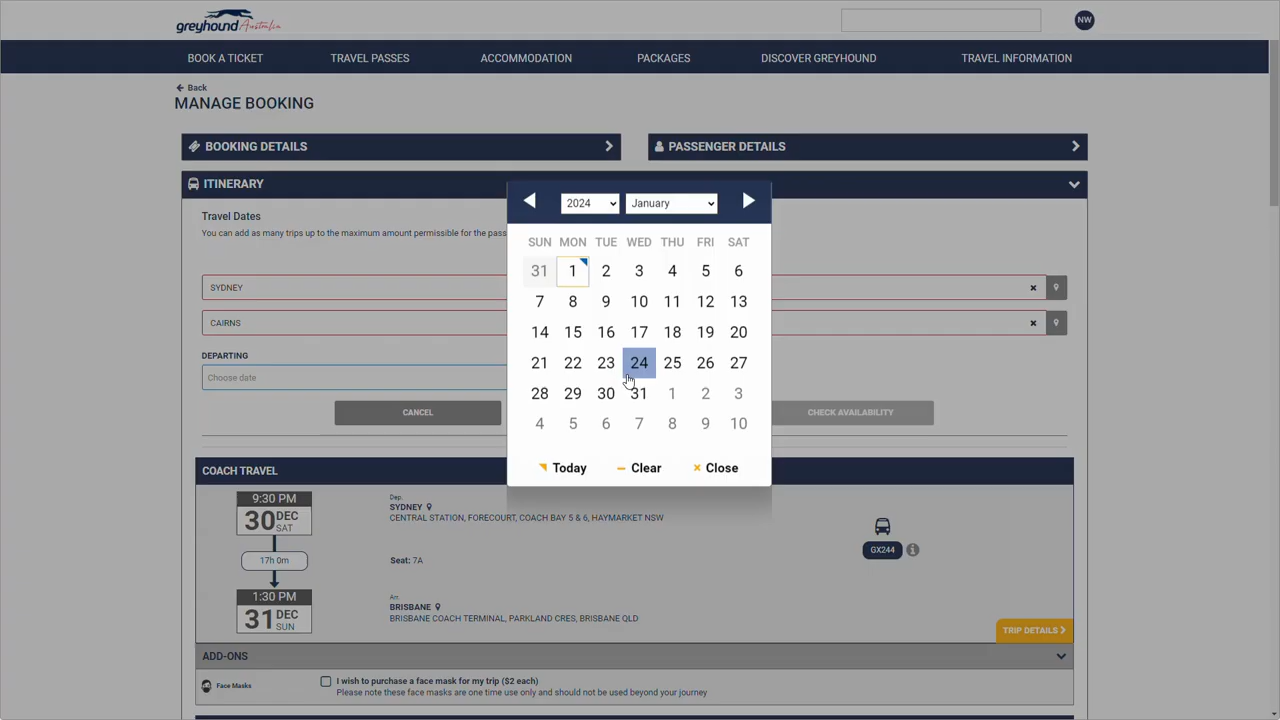 greyhound Australia
NW
BOOK A TICKET TRAVEL PASSES ACCOMMODATION PACKAGES DISCOVER GREYHOUND TRAVEL INFORMATION
Back
MANAGE BOOKING
BOOKING DETAILS
PASSENGER DETAILS
ITINERARY
Travel Dates
You can add as many trips up to the maximum amount permissible for the pass
SYDNEY
CAIRNS
DEPARTING
Choose date
CANCEL
CHECK AVAILABILITY
2024 January
SUN MON TUE WED THU FRI SAT
31 1 2 3 4 5 6
7 8 9 10 11 12 13
14 15 16 17 18 19 20
21 22 23 24 25 26 27
28 29 30 31 1 2 3
4 5 6 7 8 9 10
Today Clear Close
COACH TRAVEL
9:30 PM
30 DEC SAT
17h 0m
1:30 PM
31 DEC SUN
Dep.
SYDNEY
CENTRAL STATION, FORECOURT, COACH BAY 5 & 6, HAYMARKET NSW
Seat: 7A
Arr.
BRISBANE
BRISBANE COACH TERMINAL, PARKLAND CRES, BRISBANE QLD
GX244
TRIP DETAILS
ADD-ONS
Face Masks
I wish to purchase a face mask for my trip ($2 each)
Please note these face masks are one time use only and should not be used beyond your journey